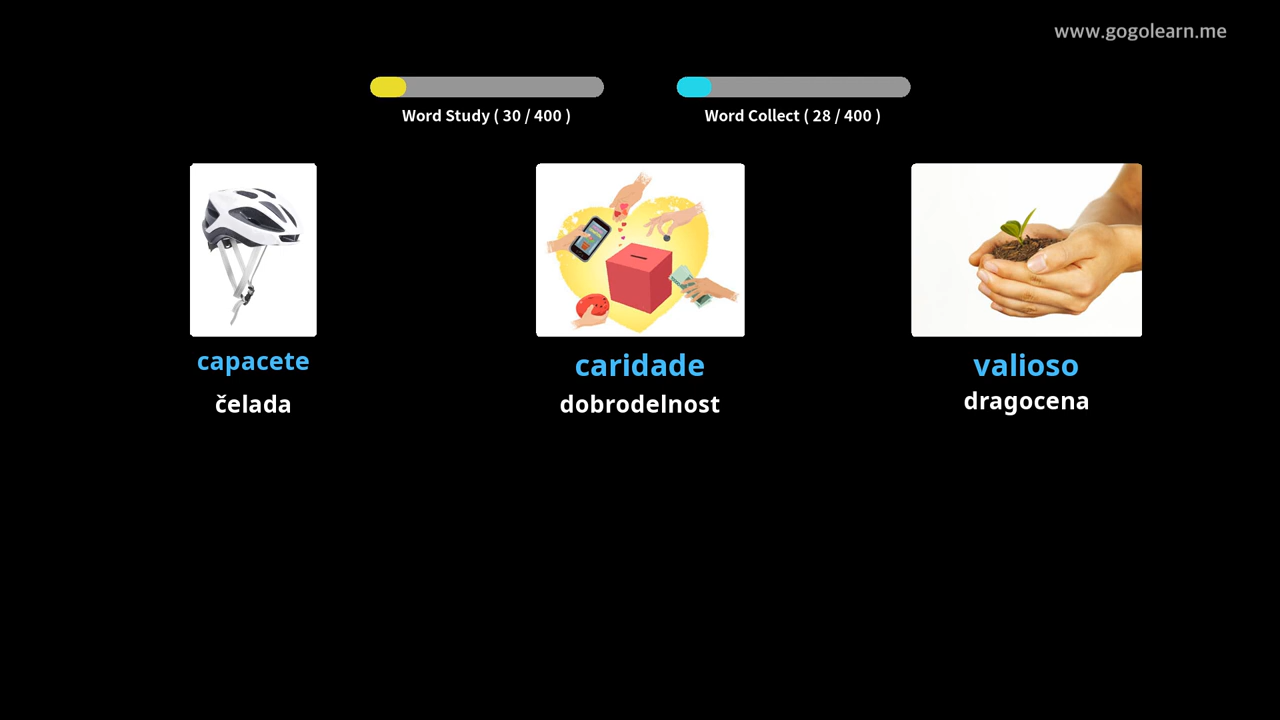 www.gogolearn.me
Word Study ( 30 / 400 )
Word Collect ( 28 / 400 )
capacete
čelada
caridade
dobrodelnost
valioso
dragocena